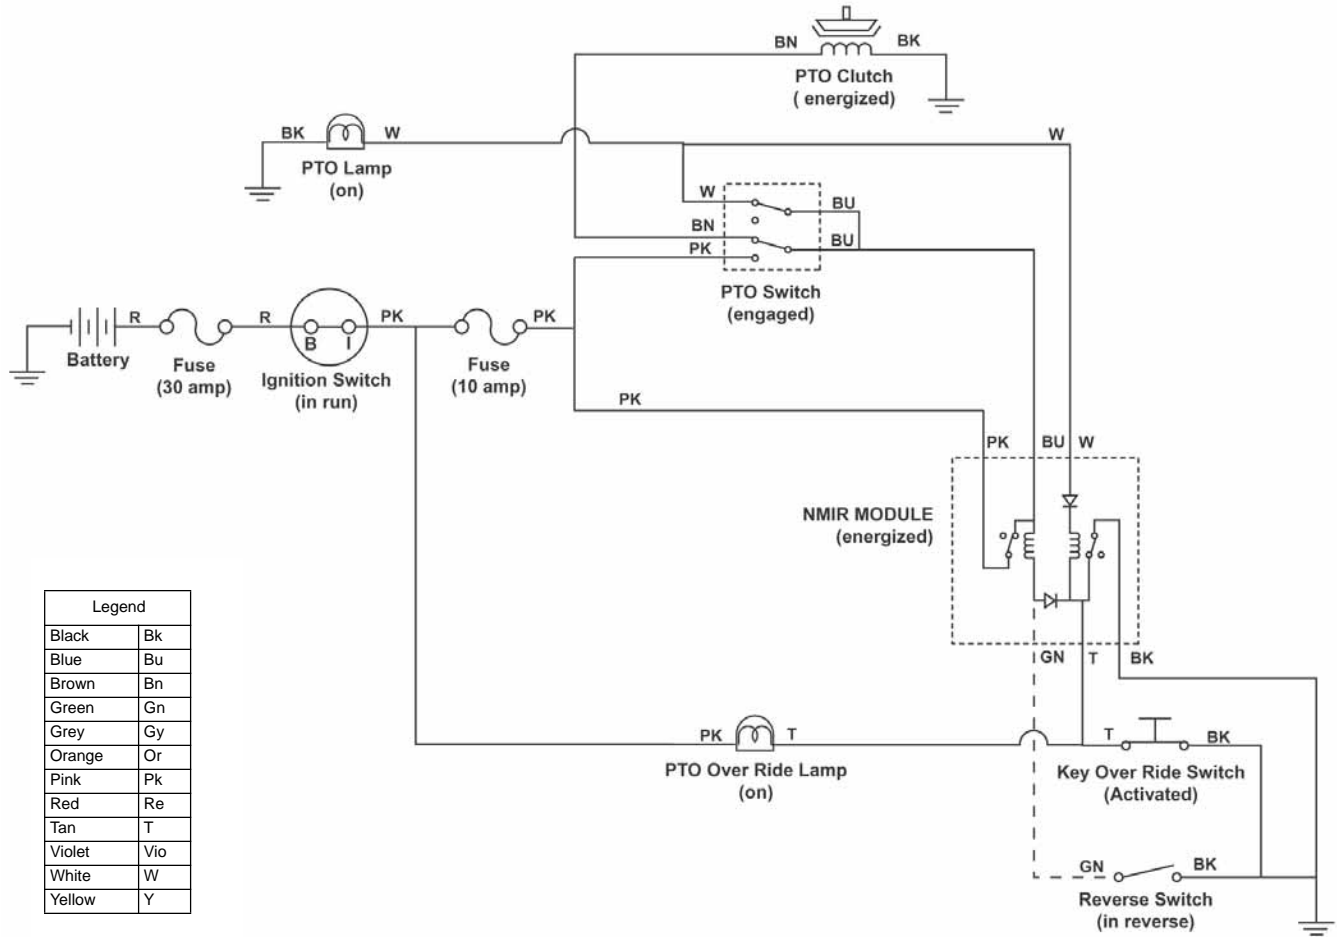 BN
BK
PTO Clutch
( energized)
BK
W
W
PTO Lamp
(on)
W
BU
BN
BU
PK
PTO Switch
(engaged)
R
R
PK
PK
B
I
Battery
Fuse
(30 amp)
Ignition Switch
(in run)
Fuse
(10 amp)
PK
PK
BU
W
NMIR MODULE
(energized)
Legend
Black Bk
Blue Bu
Brown Bn
Green Gn
Grey Gy
Orange Or
Pink Pk
Red Re
Tan T
Violet Vio
White W
Yellow Y
GN
T
BK
PK
T
T
BK
PTO Over Ride Lamp
(on)
Key Over Ride Switch
(Activated)
GN
BK
Reverse Switch
(in reverse)